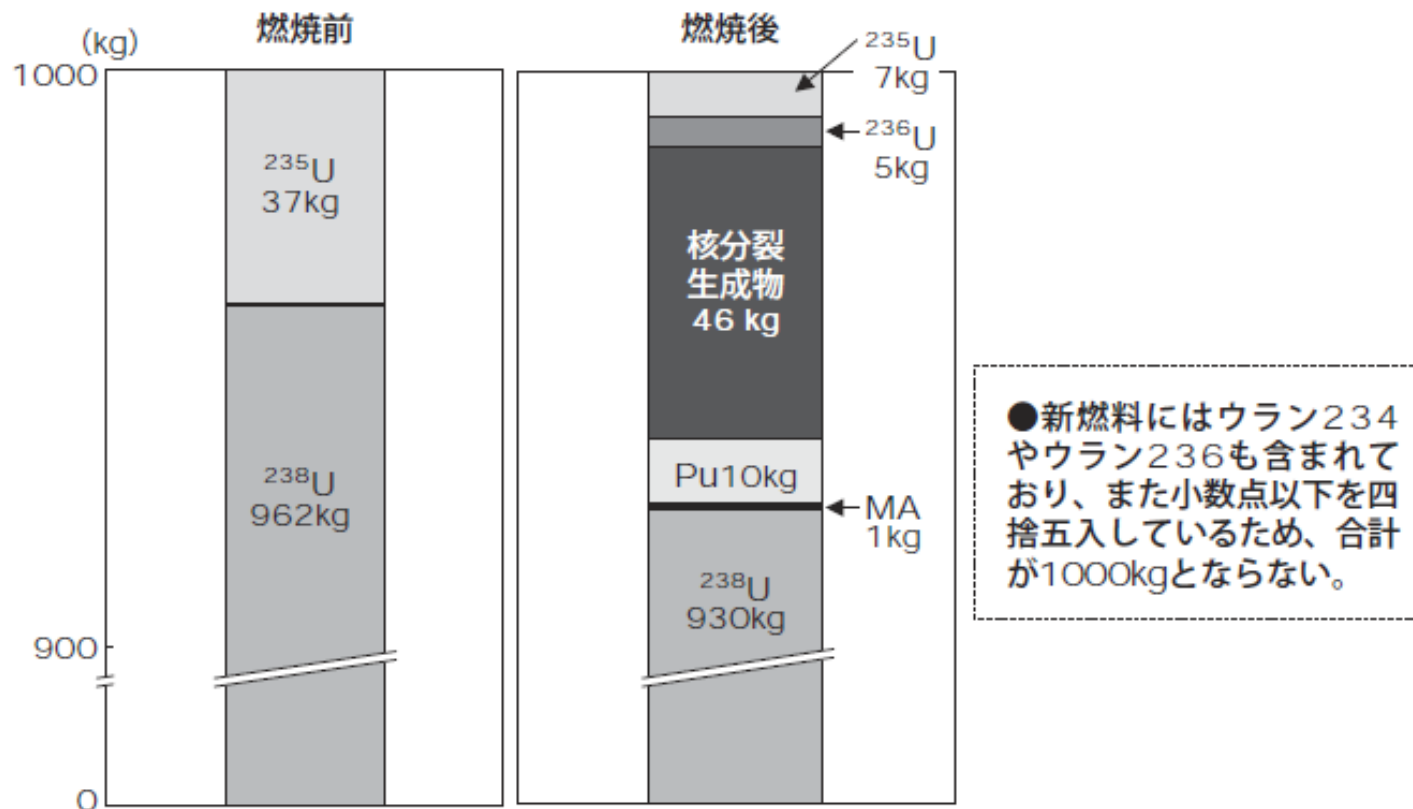 (kg)
燃焼前
1000
²³⁵U
37kg
²³⁸U
962kg
900
0
燃焼後
²³⁵U
7kg
²³⁶U
5kg
核分裂
生成物
46 kg
Pu10kg
MA
1kg
²³⁸U
930kg
●新燃料にはウラン234
やウラン236も含まれて
おり、また小数点以下を四
捨五入しているため、合計
が1000kgとならない。